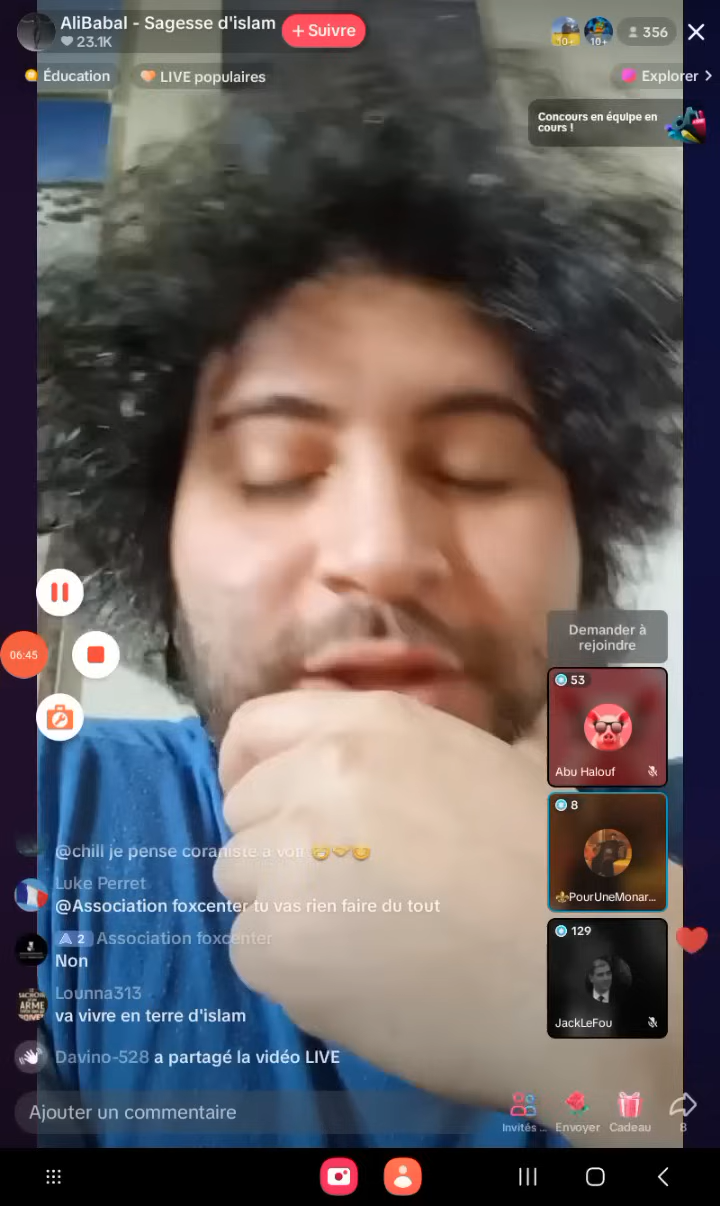 AliBabal - Sagesse d'islam
+ Suivre
23.1K
10+
10+
356
Éducation
LIVE populaires
Explorer
Concours en équipe en
cours !
Demander à
rejoindre
06:45
53
Abu Halouf
8
PourUneMonar...
129
JackLeFou
@chill je pense coraniste a voir
Luke Perret
@Association foxcenter tu vas rien faire du tout
2 Association foxcenter
Non
Lounna313
va vivre en terre d'islam
Davino-528 a partagé la vidéo LIVE
Ajouter un commentaire
Invités ...
Envoyer
Cadeau
8